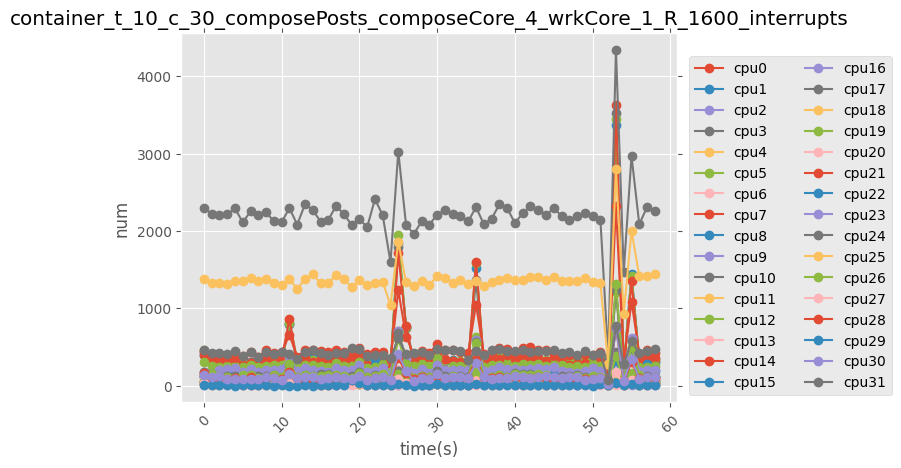 container_t_10_c_30_composePosts_composeCore_4_wrkCore_1_R_1600_interrupts
num
4000
3000
2000
1000
0
0
10
20
30
40
50
60
time(s)
cpu0
cpu1
cpu2
cpu3
cpu4
cpu5
cpu6
cpu7
cpu8
cpu9
cpu10
cpu11
cpu12
cpu13
cpu14
cpu15
cpu16
cpu17
cpu18
cpu19
cpu20
cpu21
cpu22
cpu23
cpu24
cpu25
cpu26
cpu27
cpu28
cpu29
cpu30
cpu31